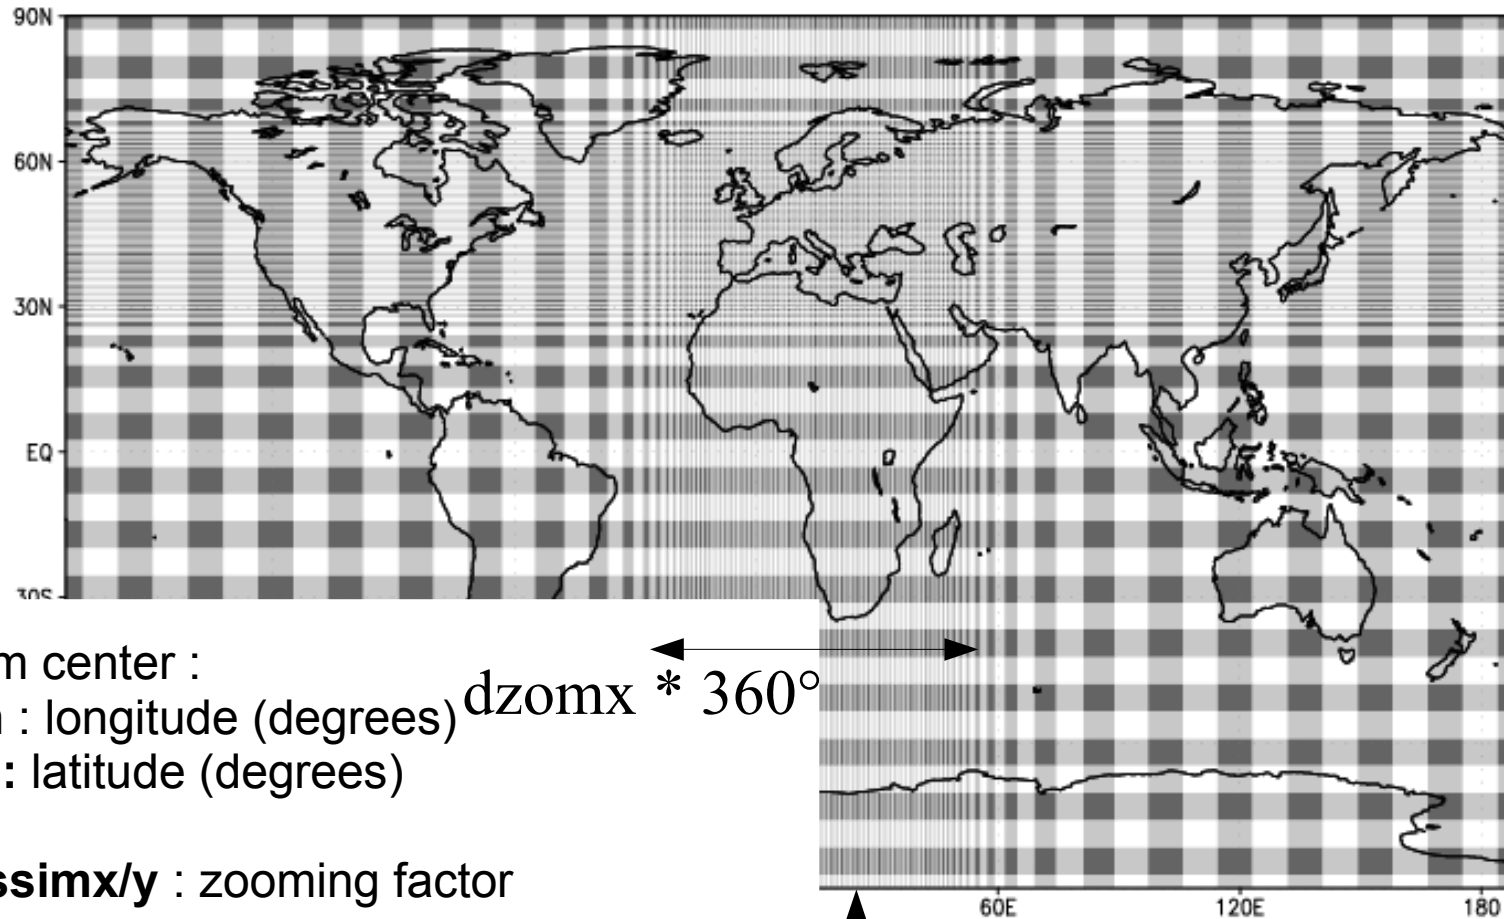 90N
60N
30N
EQ
30S
m center :
: longitude (degrees)
dzomx * 360°
: latitude (degrees)
ssimx/y : zooming factor
60E
120E
180